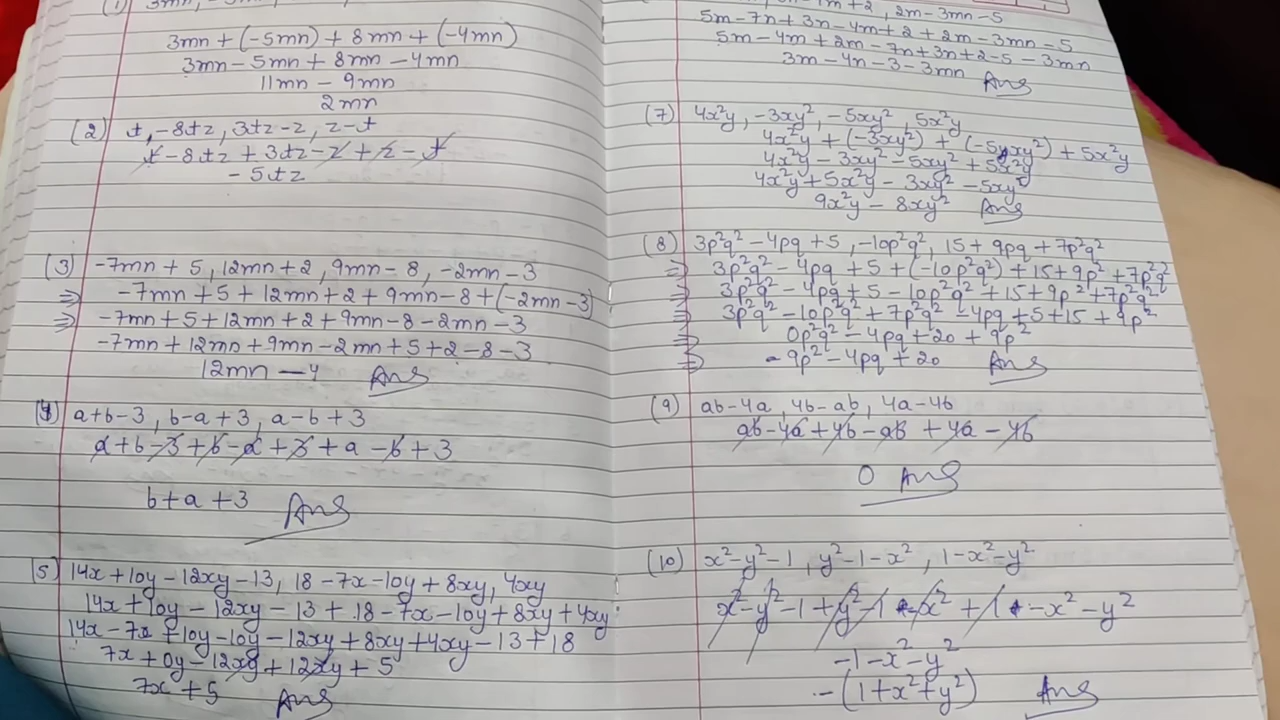 (1) 3mn,
3mn + (-5mn) + 8mn + (-4mn)
3mn - 5mn + 8mn - 4mn
11mn - 9mn
2mn
(2) t, -8tz, 3tz-z, z-t
t - 8tz + 3tz - z + z - t
- 5tz
(3) -7mn + 5, 12mn + 2, 9mn - 8, -2mn - 3
⇒ -7mn + 5 + 12mn + 2 + 9mn - 8 + (-2mn - 3)
⇒ -7mn + 5 + 12mn + 2 + 9mn - 8 - 2mn - 3
-7mn + 12mn + 9mn - 2mn + 5 + 2 - 8 - 3
12mn - 4 Ans
(4) a+b-3, b-a+3, a-b+3
a+b-3+b-a+3+a-b+3
b+a+3 Ans
(5) 14x+10y-12xy-13, 18-7x-10y+8xy, 4xy
14x+10y-12xy-13+18-7x-10y+8xy+4xy
14x-7x+10y-10y-12xy+8xy+4xy-13+18
7x+0y-12xy+12xy+5
7x+5 Ans
+2, 2m-3mn-5
5m-7n+3n-4m+2+2m-3mn-5
5m-4m+2m-7n+3n+2-5-3mn
3m-4n-3-3mn Ans
(7) 4x²y, -3xy², -5xy², 5x²y
4x²y + (-3xy²) + (-5xy²) + 5x²y
4x²y - 3xy² - 5xy² + 5x²y
4x²y + 5x²y - 3xy² - 5xy²
9x²y - 8xy² Ans
(8) 3p²q² - 4pq + 5, -10p²q², 15 + 9pq + 7p²q²
⇒ 3p²q² - 4pq + 5 + (-10p²q²) + 15 + 9p² + 7p²q²
⇒ 3p²q² - 4pq + 5 - 10p²q² + 15 + 9p² + 7p²q²
⇒ 3p²q² - 10p²q² + 7p²q² - 4pq + 5 + 15 + 9p²
⇒ 0p²q² - 4pq + 20 + 9p²
⇒ 9p² - 4pq + 20 Ans
(9) ab-4a, 4b-ab, 4a-4b
ab-4a+4b-ab+4a-4b
0 Ans
(10) x²-y²-1, y²-1-x², 1-x²-y²
x²-y²-1+y²-1-x²+1-x²-y²
-1-x²-y²
-(1+x²+y²) Ans